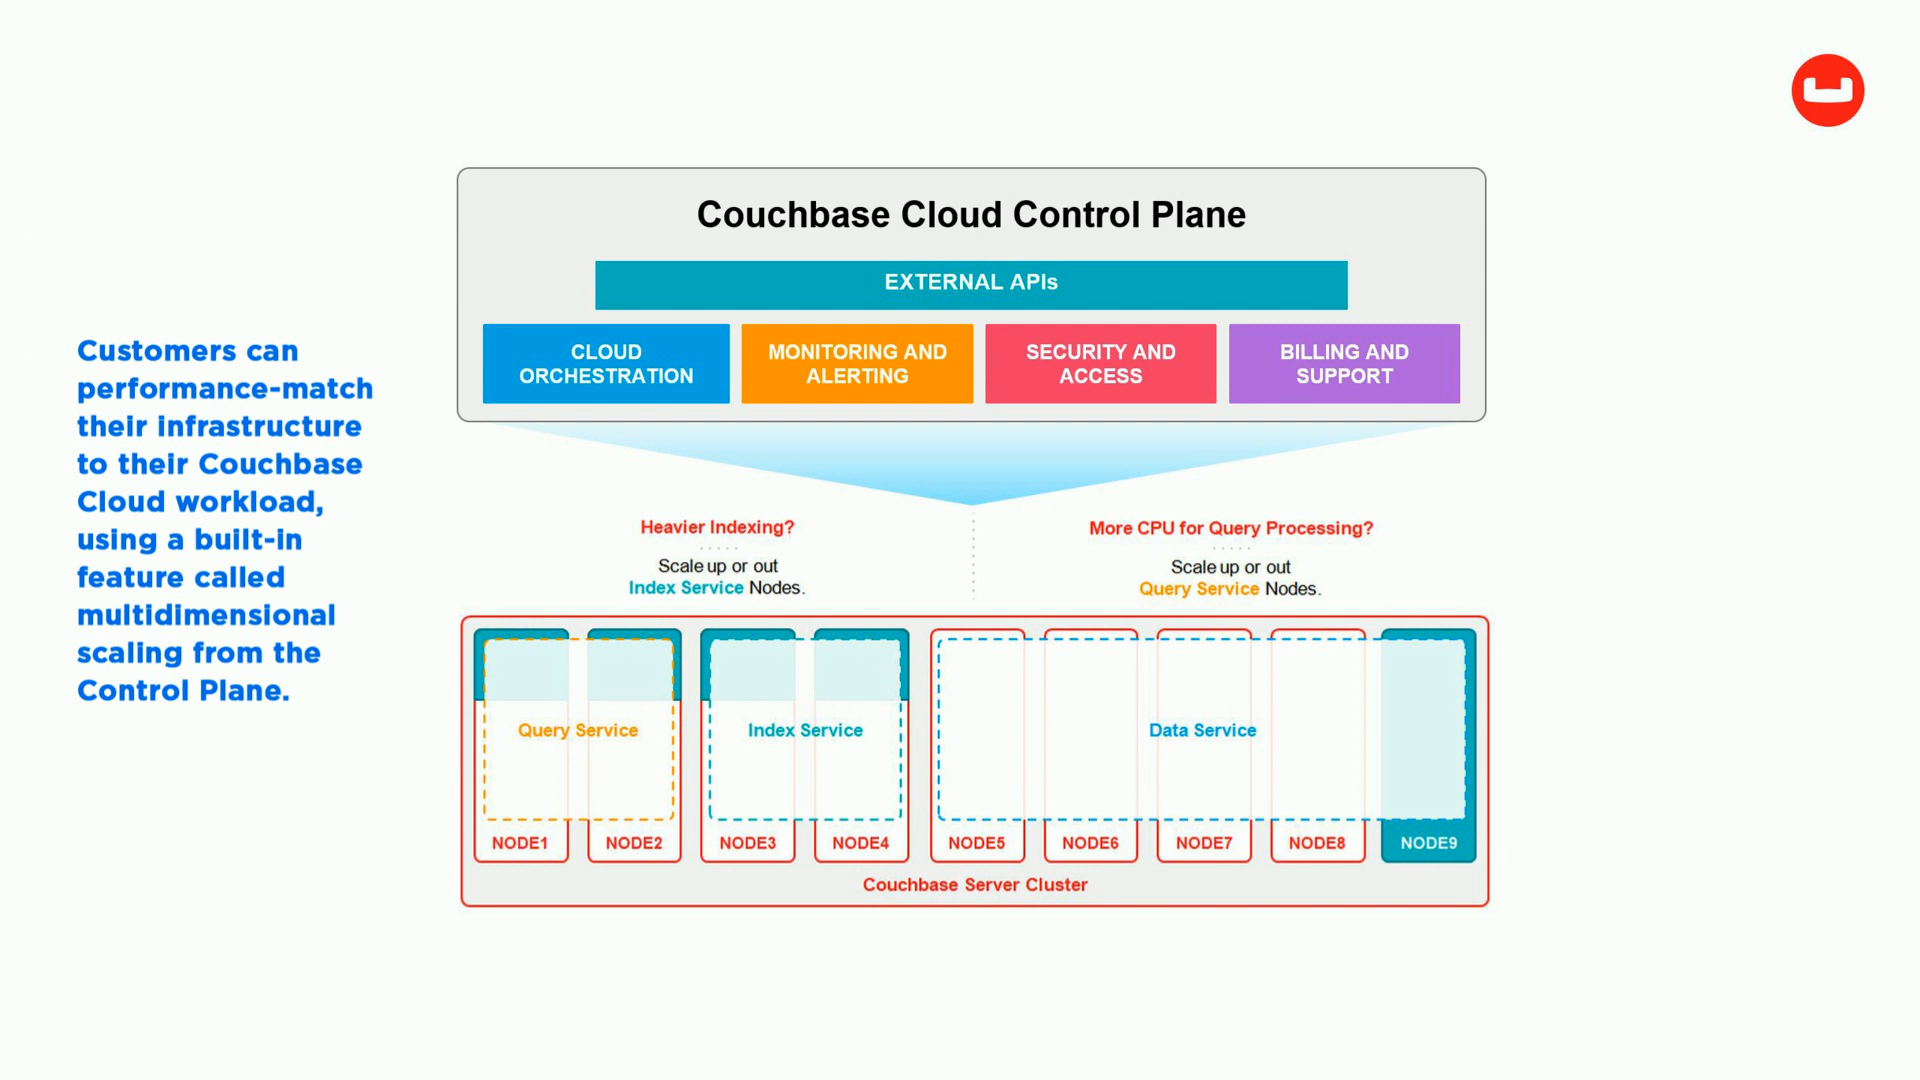 Customers can
performance-match
their infrastructure
to their Couchbase
Cloud workload,
using a built-in
feature called
multidimensional
scaling from the
Control Plane.
Couchbase Cloud Control Plane
EXTERNAL APIs
CLOUD
ORCHESTRATION
MONITORING AND
ALERTING
SECURITY AND
ACCESS
BILLING AND
SUPPORT
Heavier Indexing?
Scale up or out
Index Service Nodes.
More CPU for Query Processing?
Scale up or out
Query Service Nodes.
Query Service
Index Service
Data Service
NODE1
NODE2
NODE3
NODE4
NODE5
NODE6
NODE7
NODE8
NODE9
Couchbase Server Cluster